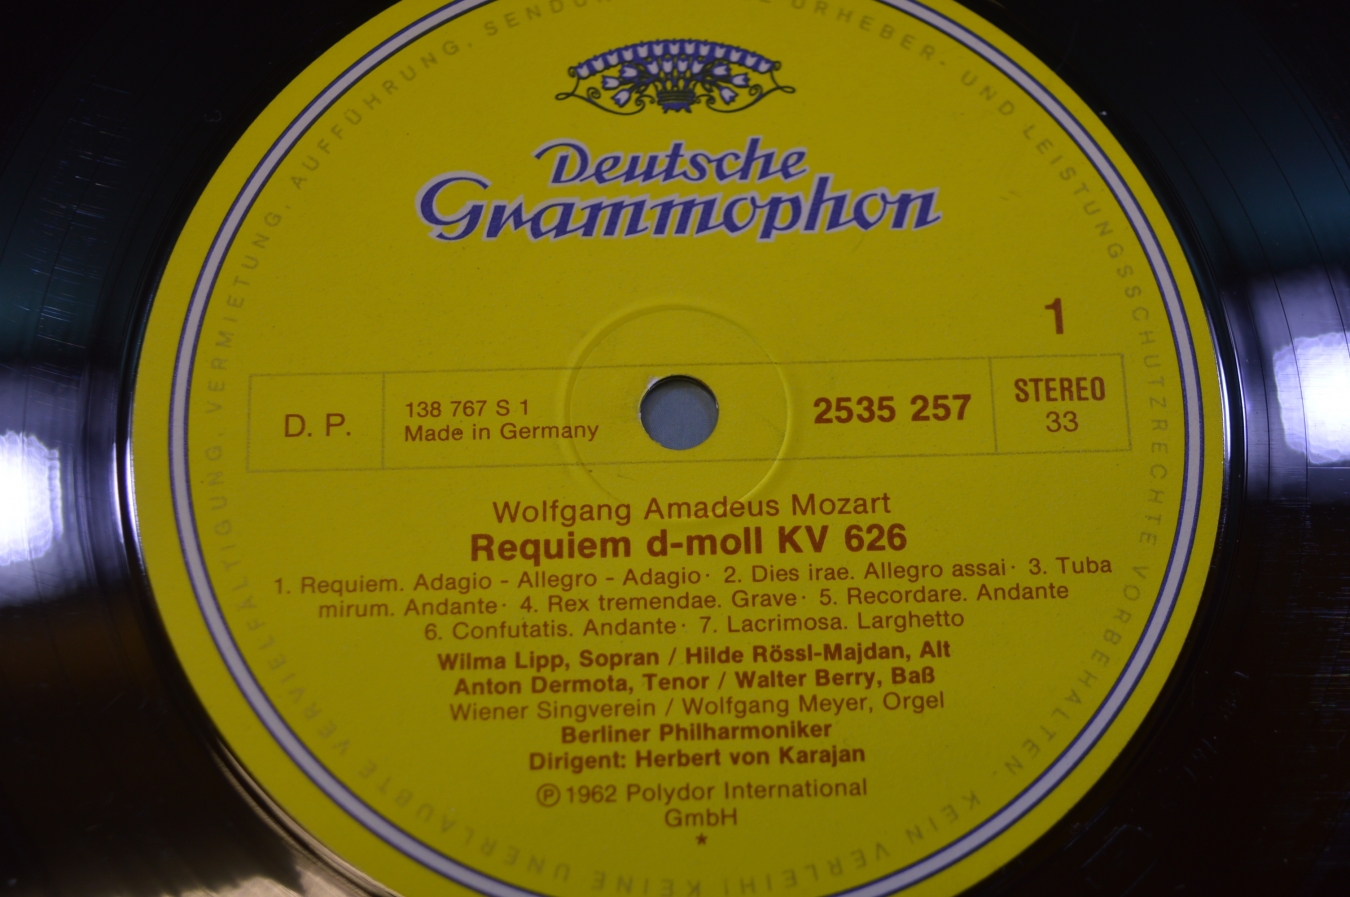 Deutsche
Grammophon
1
D. P.
138 767 S 1
Made in Germany
2535 257
STEREO
33
Wolfgang Amadeus Mozart
Requiem d-moll KV 626
1. Requiem. Adagio - Allegro - Adagio · 2. Dies irae. Allegro assai · 3. Tuba
mirum. Andante · 4. Rex tremendae. Grave · 5. Recordare. Andante
6. Confutatis. Andante · 7. Lacrimosa. Larghetto
Wilma Lipp, Sopran / Hilde Rössl-Majdan, Alt
Anton Dermota, Tenor / Walter Berry, Baß
Wiener Singverein / Wolfgang Meyer, Orgel
Berliner Philharmoniker
Dirigent: Herbert von Karajan
Ⓟ 1962 Polydor International
GmbH
*
KEIN VERLEIH! KEINE UNERLAUBTE VERVIELFÄLTIGUNG, VERMIETUNG, AUFFÜHRUNG, URHEBER- UND LEISTUNGSSCHUTZRECHTE VORBEHALTEN.